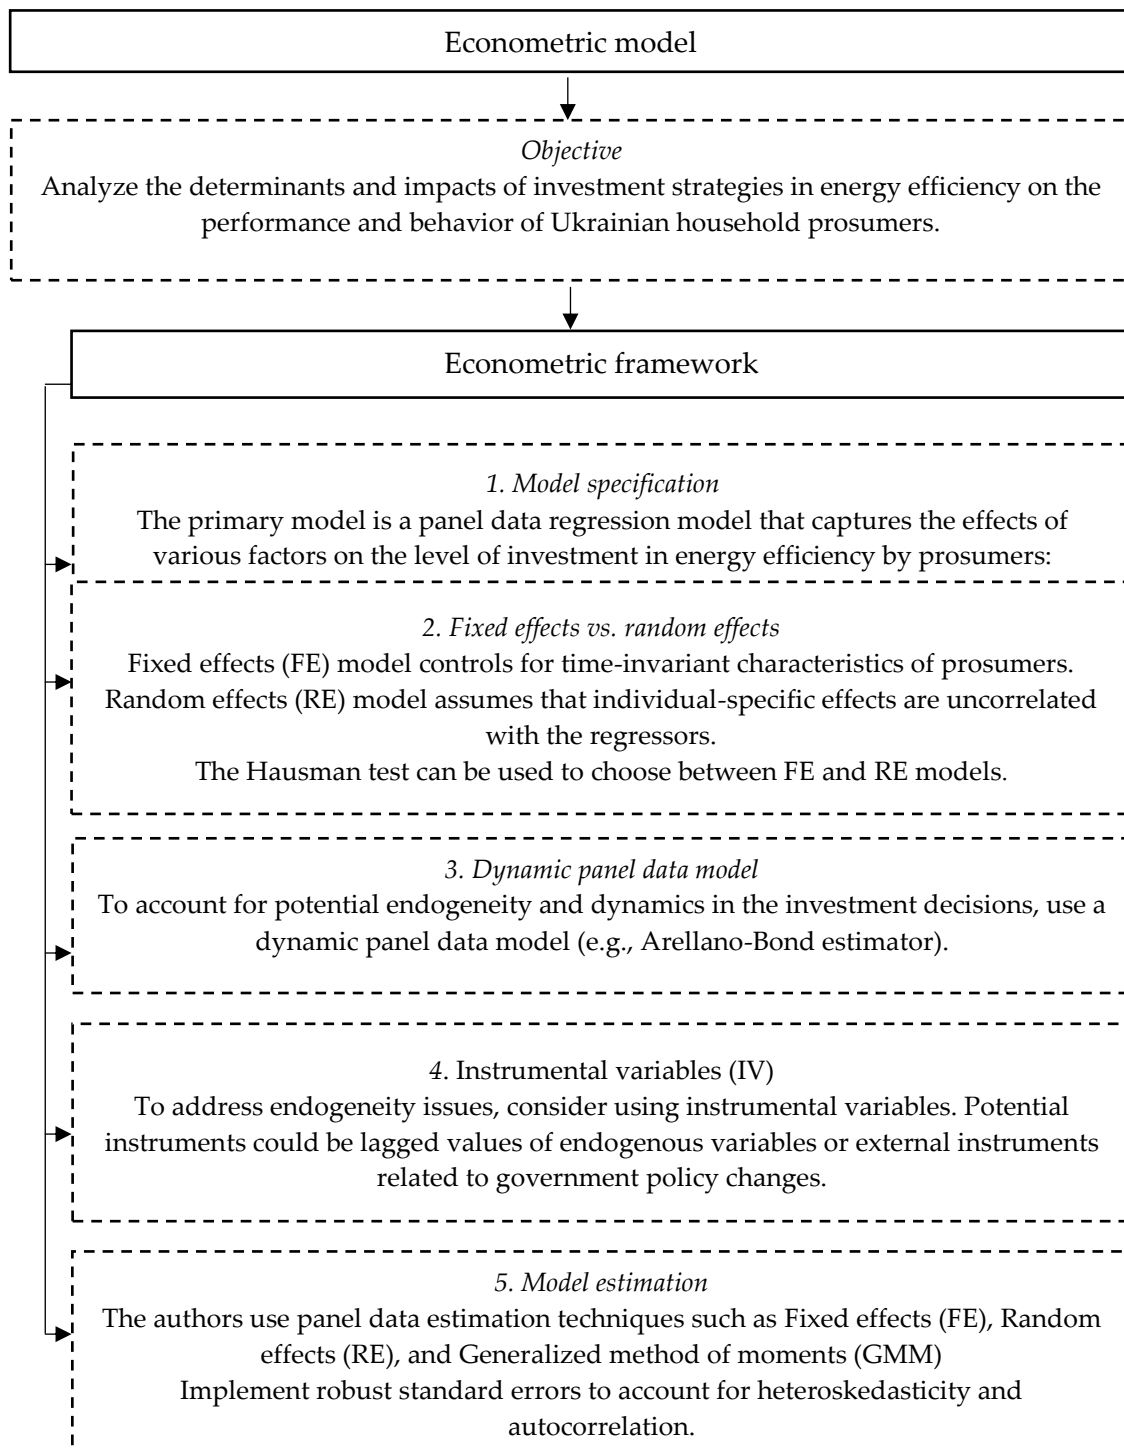 Econometric model
Objective
Analyze the determinants and impacts of investment strategies in energy efficiency on the
performance and behavior of Ukrainian household prosumers.
Econometric framework
1. Model specification
The primary model is a panel data regression model that captures the effects of
various factors on the level of investment in energy efficiency by prosumers:
2. Fixed effects vs. random effects
Fixed effects (FE) model controls for time-invariant characteristics of prosumers.
Random effects (RE) model assumes that individual-specific effects are uncorrelated
with the regressors.
The Hausman test can be used to choose between FE and RE models.
3. Dynamic panel data model
To account for potential endogeneity and dynamics in the investment decisions, use a
dynamic panel data model (e.g., Arellano-Bond estimator).
4. Instrumental variables (IV)
To address endogeneity issues, consider using instrumental variables. Potential
instruments could be lagged values of endogenous variables or external instruments
related to government policy changes.
5. Model estimation
The authors use panel data estimation techniques such as Fixed effects (FE), Random
effects (RE), and Generalized method of moments (GMM)
Implement robust standard errors to account for heteroskedasticity and
autocorrelation.